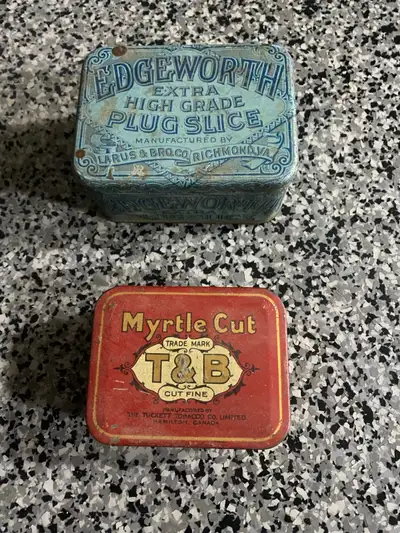 EDGEWORTH
EXTRA
HIGH GRADE
PLUG SLICE
MANUFACTURED BY
LARUS & BRO. CO. RICHMOND, VA.
EDGEWORTH
Myrtle Cut
TRADE MARK
T&B
CUT FINE
MANUFACTURED BY
THE TUCKETT TOBACCO CO. LIMITED
HAMILTON, CANADA